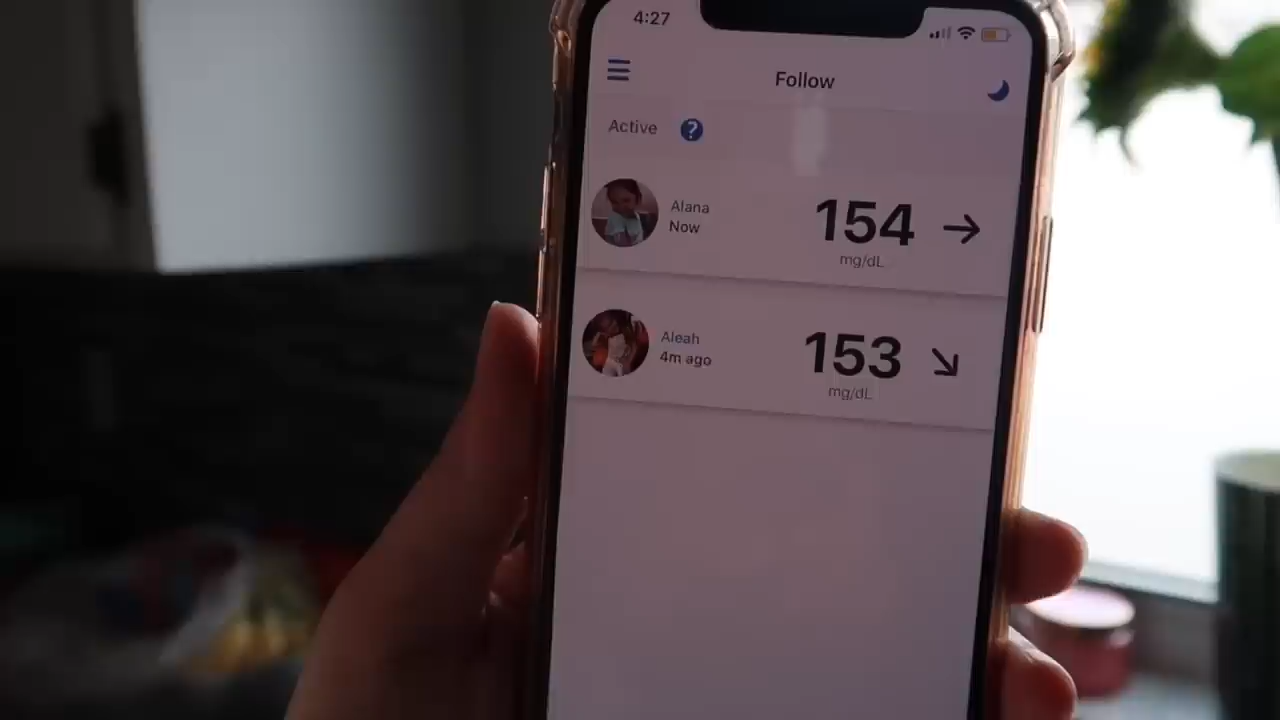 4:27
Follow
Active ?
Alana
Now
154 →
mg/dL
Aleah
4m ago
153 ↘
mg/dL